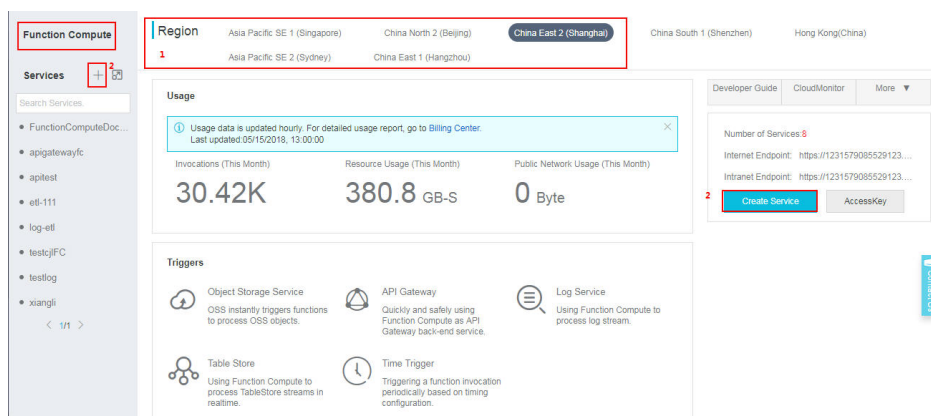 Function Compute
Services
+
2
Search Services.
FunctionComputeDoc...
apigatewayfc
apitest
etl-111
log-etl
testcjlFC
testlog
xiangli
< 1/1 >
Region
1
Asia Pacific SE 1 (Singapore)
China North 2 (Beijing)
China East 2 (Shanghai)
China South 1 (Shenzhen)
Hong Kong(China)
Asia Pacific SE 2 (Sydney)
China East 1 (Hangzhou)
Usage
Usage data is updated hourly. For detailed usage report, go to Billing Center.
Last updated:05/15/2018, 13:00:00
Invocations (This Month)
30.42K
Resource Usage (This Month)
380.8 GB-S
Public Network Usage (This Month)
0 Byte
Triggers
Object Storage Service
OSS instantly triggers functions
to process OSS objects.
API Gateway
Quickly and safely using
Function Compute as API
Gateway back-end service.
Log Service
Using Function Compute to
process log stream.
Table Store
Using Function Compute to
process TableStore streams in
realtime.
Time Trigger
Triggering a function invocation
periodically based on timing
configuration.
Developer Guide
CloudMonitor
More ▼
Number of Services:8
Internet Endpoint: https://1231579085529123....
Intranet Endpoint: https://1231579085529123....
2
Create Service
AccessKey